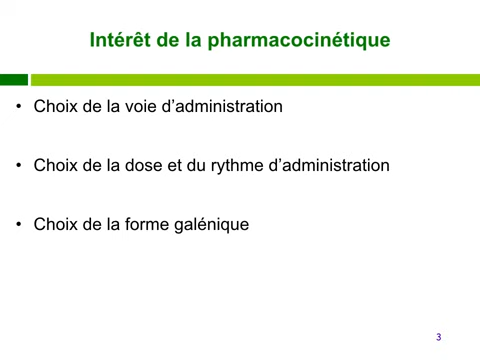 Intérêt de la pharmacocinétique
• Choix de la voie d’administration
• Choix de la dose et du rythme d’administration
• Choix de la forme galénique
3